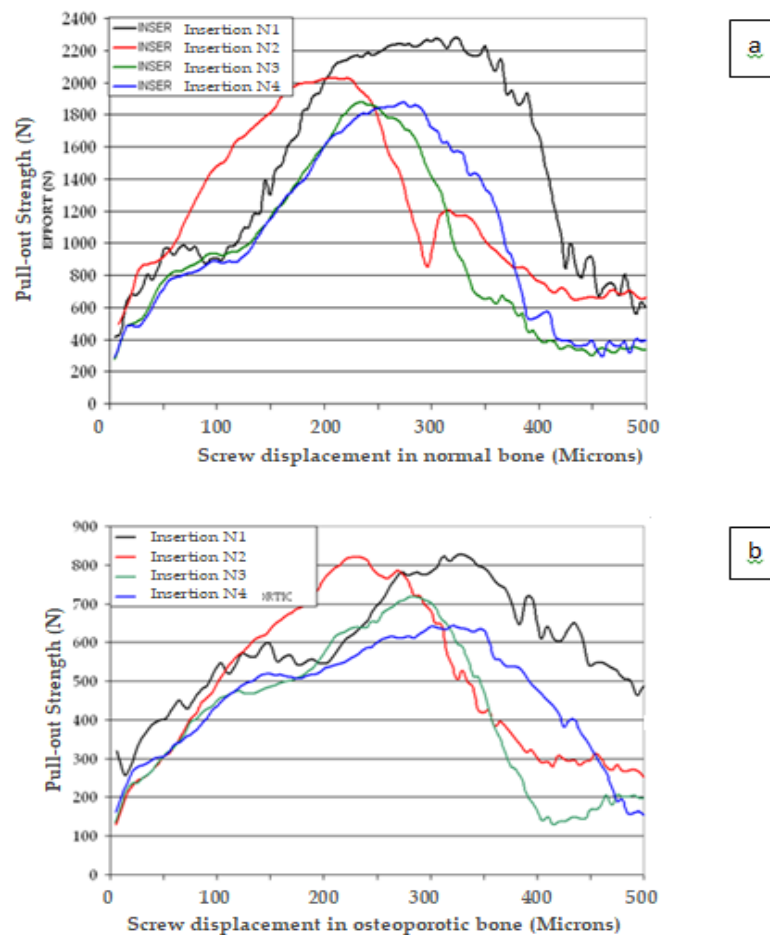 2400
2200
2000
1800
1600
1400
1200
1000
800
600
400
200
0
Pull-out Strength (N)
EFFORT (N)
INSER Insertion N1
INSER Insertion N2
INSER Insertion N3
INSER Insertion N4
0 100 200 300 400 500
Screw displacement in normal bone (Microns)
a
900
800
700
600
500
400
300
200
100
0
Pull-out Strength (N)
Insertion N1
Insertion N2
Insertion N3
Insertion N4
0 100 200 300 400 500
Screw displacement in osteoporotic bone (Microns)
b